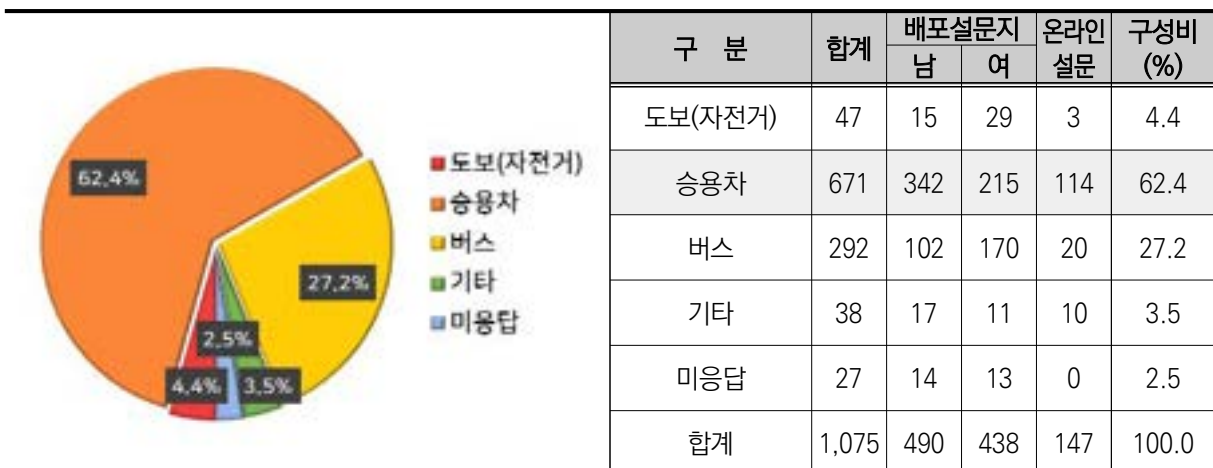 62.4%
27.2%
2.5%
4.4%
3.5%
도보(자전거)
승용차
버스
기타
미응답
구 분 합계 배포설문지 온라인 설문 구성비 (%)
남 여
도보(자전거) 47 15 29 3 4.4
승용차 671 342 215 114 62.4
버스 292 102 170 20 27.2
기타 38 17 11 10 3.5
미응답 27 14 13 0 2.5
합계 1,075 490 438 147 100.0